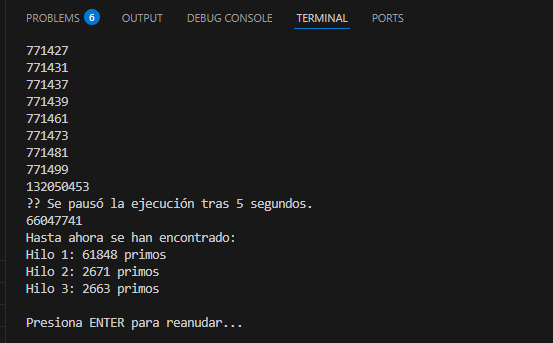 PROBLEMS 6 OUTPUT DEBUG CONSOLE TERMINAL PORTS
771427
771431
771437
771439
771461
771473
771481
771499
132050453
?? Se pausó la ejecución tras 5 segundos.
66047741
Hasta ahora se han encontrado:
Hilo 1: 61848 primos
Hilo 2: 2671 primos
Hilo 3: 2663 primos
Presiona ENTER para reanudar...